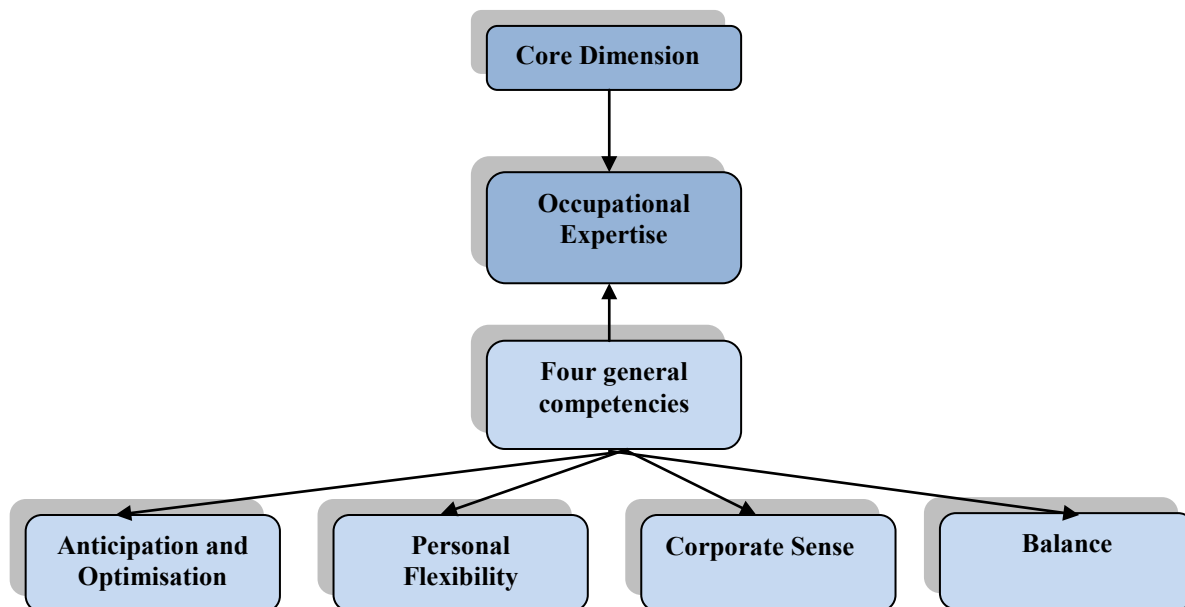 Core Dimension
Occupational
Expertise
Four general
competencies
Anticipation and
Optimisation
Personal
Flexibility
Corporate Sense
Balance